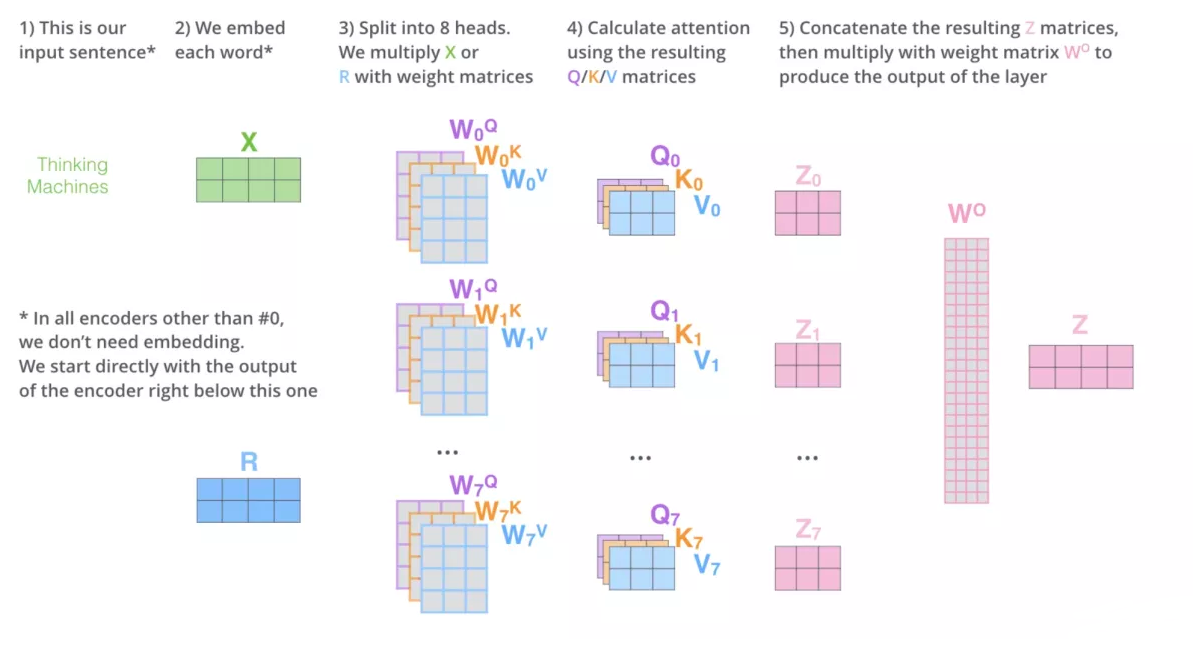 1) This is our
input sentence*
2) We embed
each word*
3) Split into 8 heads.
We multiply X or
R with weight matrices
4) Calculate attention
using the resulting
Q/K/V matrices
5) Concatenate the resulting Z matrices,
then multiply with weight matrix Wᴼ to
produce the output of the layer
Thinking
Machines
X
W₀Q
W₀K
W₀V
Q₀
K₀
V₀
Z₀
Wᴼ
* In all encoders other than #0,
we don’t need embedding.
We start directly with the output
of the encoder right below this one
W₁Q
W₁K
W₁V
Q₁
K₁
V₁
Z₁
Z
...
...
...
R
W₇Q
W₇K
W₇V
Q₇
K₇
V₇
Z₇